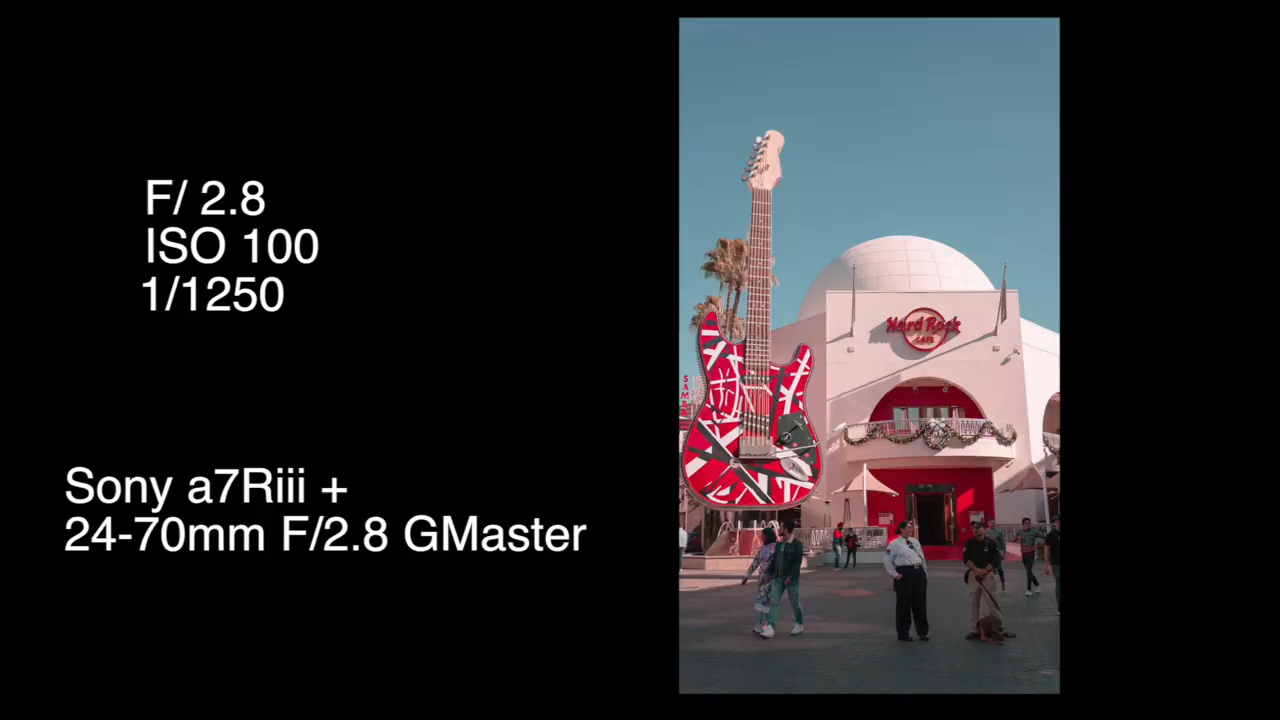 F/ 2.8
ISO 100
1/1250
Sony a7Riii +
24-70mm F/2.8 GMaster
Hard Rock
CAFE